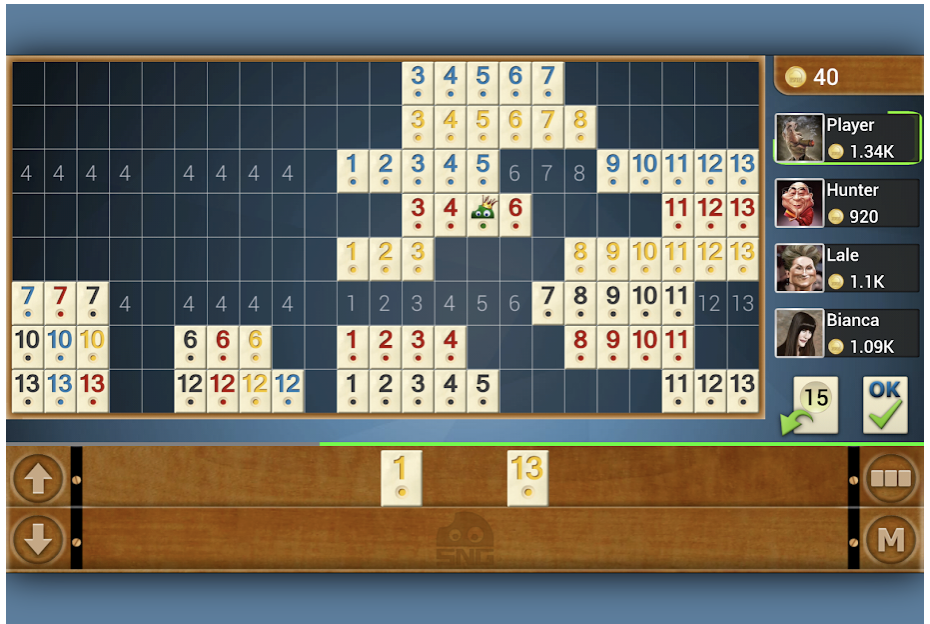 3 4 5 6 7
40
3 4 5 6 7 8
Player
1.34K
4 4 4 4 4 4 4 4 1 2 3 4 5 6 7 8 9 10 11 12 13
Hunter
920
3 4 6 11 12 13
Lale
1.1K
1 2 3 8 9 10 11 12 13
7 7 7 4 4 4 4 4 1 2 3 4 5 6 7 8 9 10 11 12 13
Bianca
1.09K
10 10 10 6 6 6 1 2 3 4 8 9 10 11
13 13 13 12 12 12 12 1 2 3 4 5 11 12 13
15
OK
1 13
SNG
M